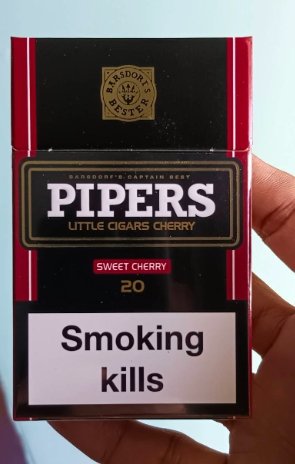 BARSDORF'S
BESTER
BARSDORF'S CAPTAIN BEST
PIPERS
LITTLE CIGARS CHERRY
SWEET CHERRY
20
Smoking
kills